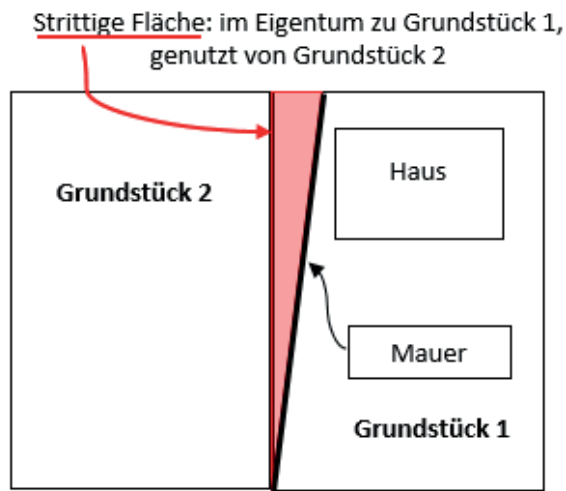 Strittige Fläche: im Eigentum zu Grundstück 1,
genutzt von Grundstück 2
Haus
Grundstück 2
Mauer
Grundstück 1